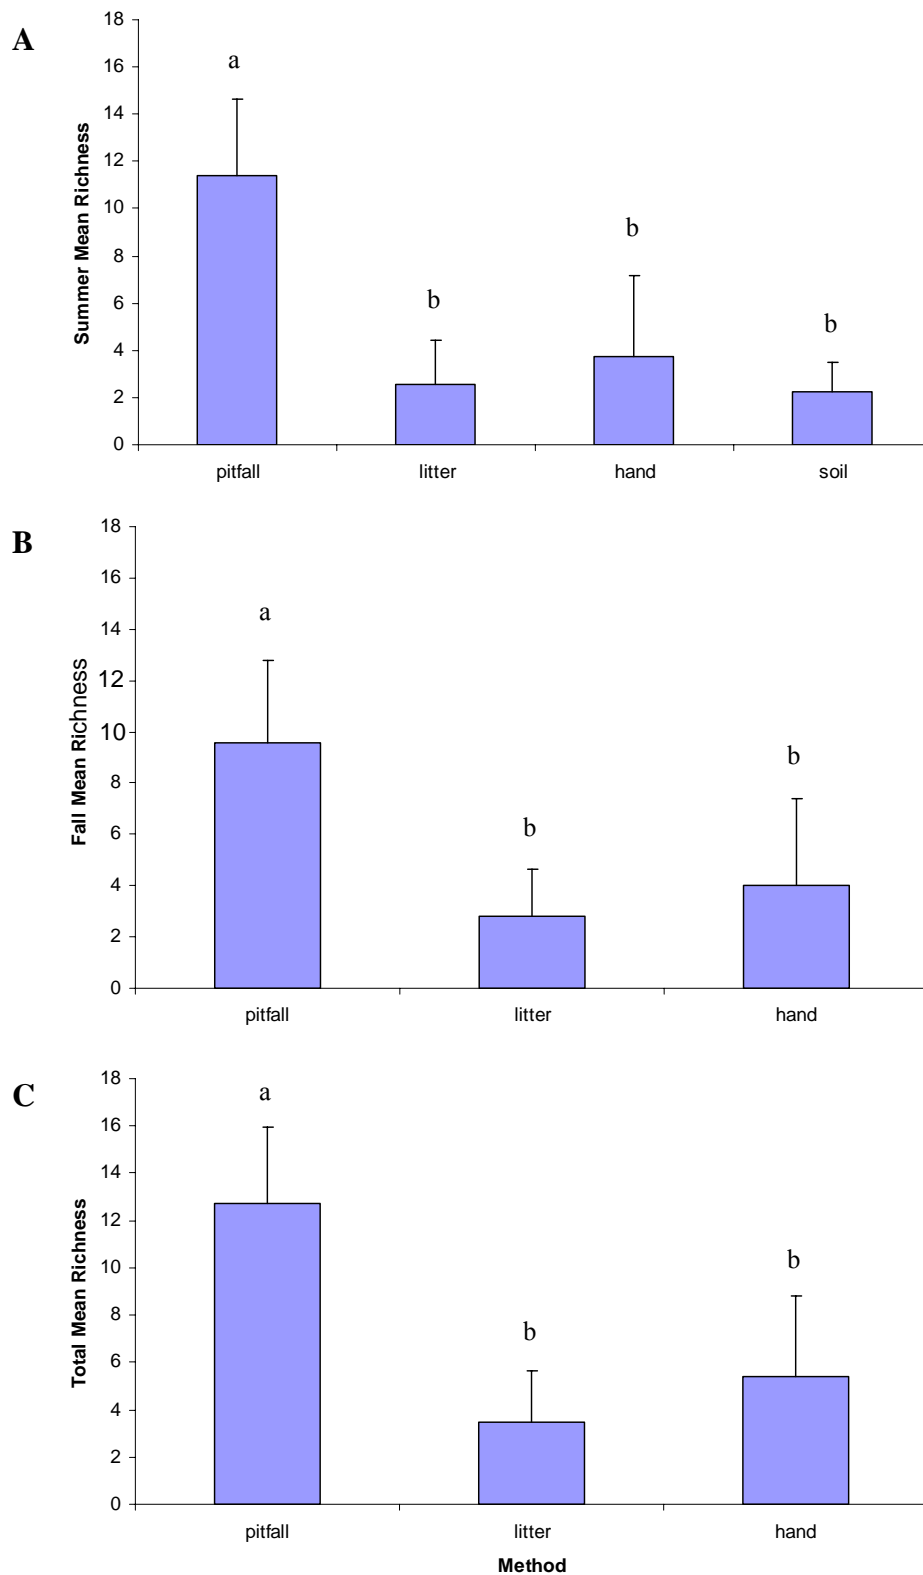 A
Summer Mean Richness
18
16
14
12
10
8
6
4
2
0
a
b
b
b
pitfall litter hand soil
B
Fall Mean Richness
18
16
14
12
10
8
6
4
2
0
a
b
b
pitfall litter hand
C
Total Mean Richness
18
16
14
12
10
8
6
4
2
0
a
b
b
pitfall litter hand
Method